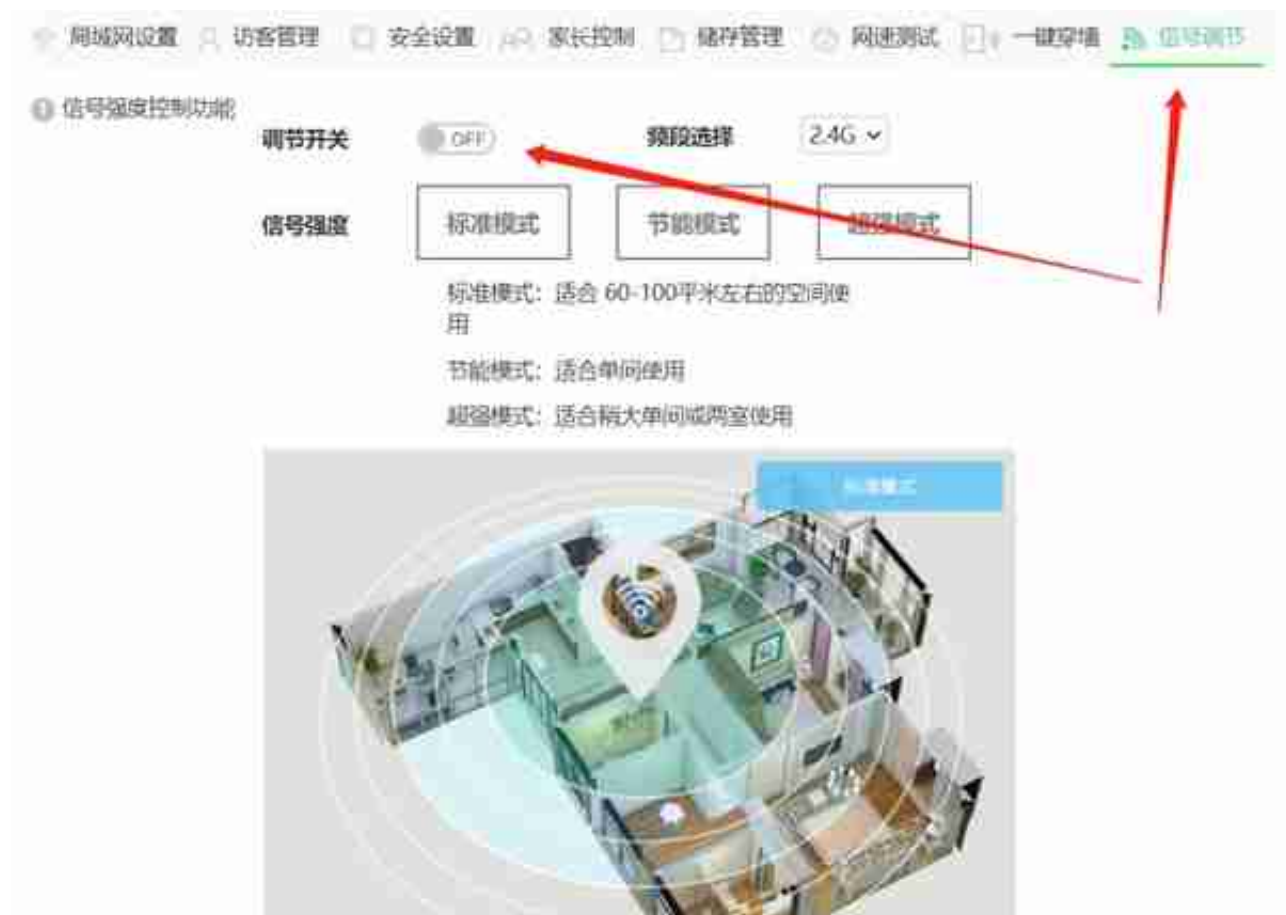 局域网设置 访客管理 安全设置 家长控制 储存管理 网速测试 一键穿墙 信号调节
信号强度控制功能
调节开关 OFF 频段选择 2.4G
信号强度 标准模式 节能模式 超强模式
标准模式：适合 60-100平米左右的空间使
用
节能模式：适合单间使用
超强模式：适合稍大单间或两室使用
标准模式